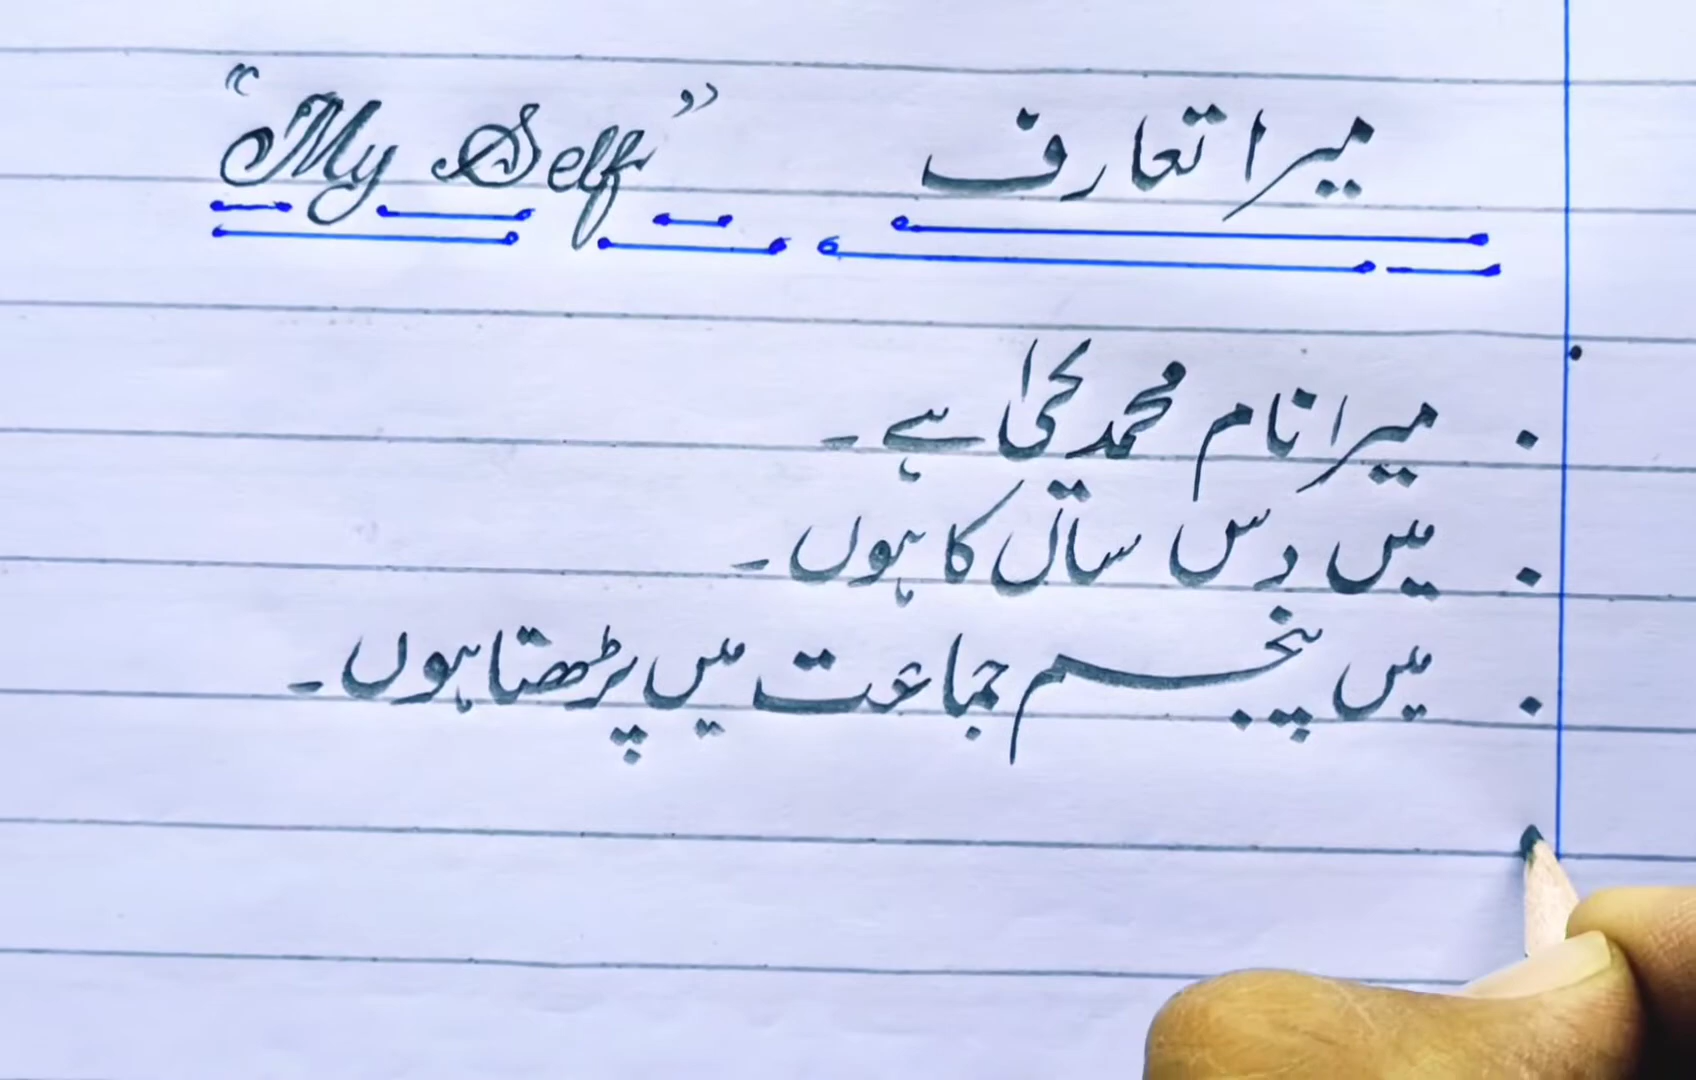 "My Self" میرا تعارف
میرا نام محمد یحیٰ ہے۔
میں دس سال کا ہوں۔
میں پنجم جماعت میں پڑھتا ہوں۔